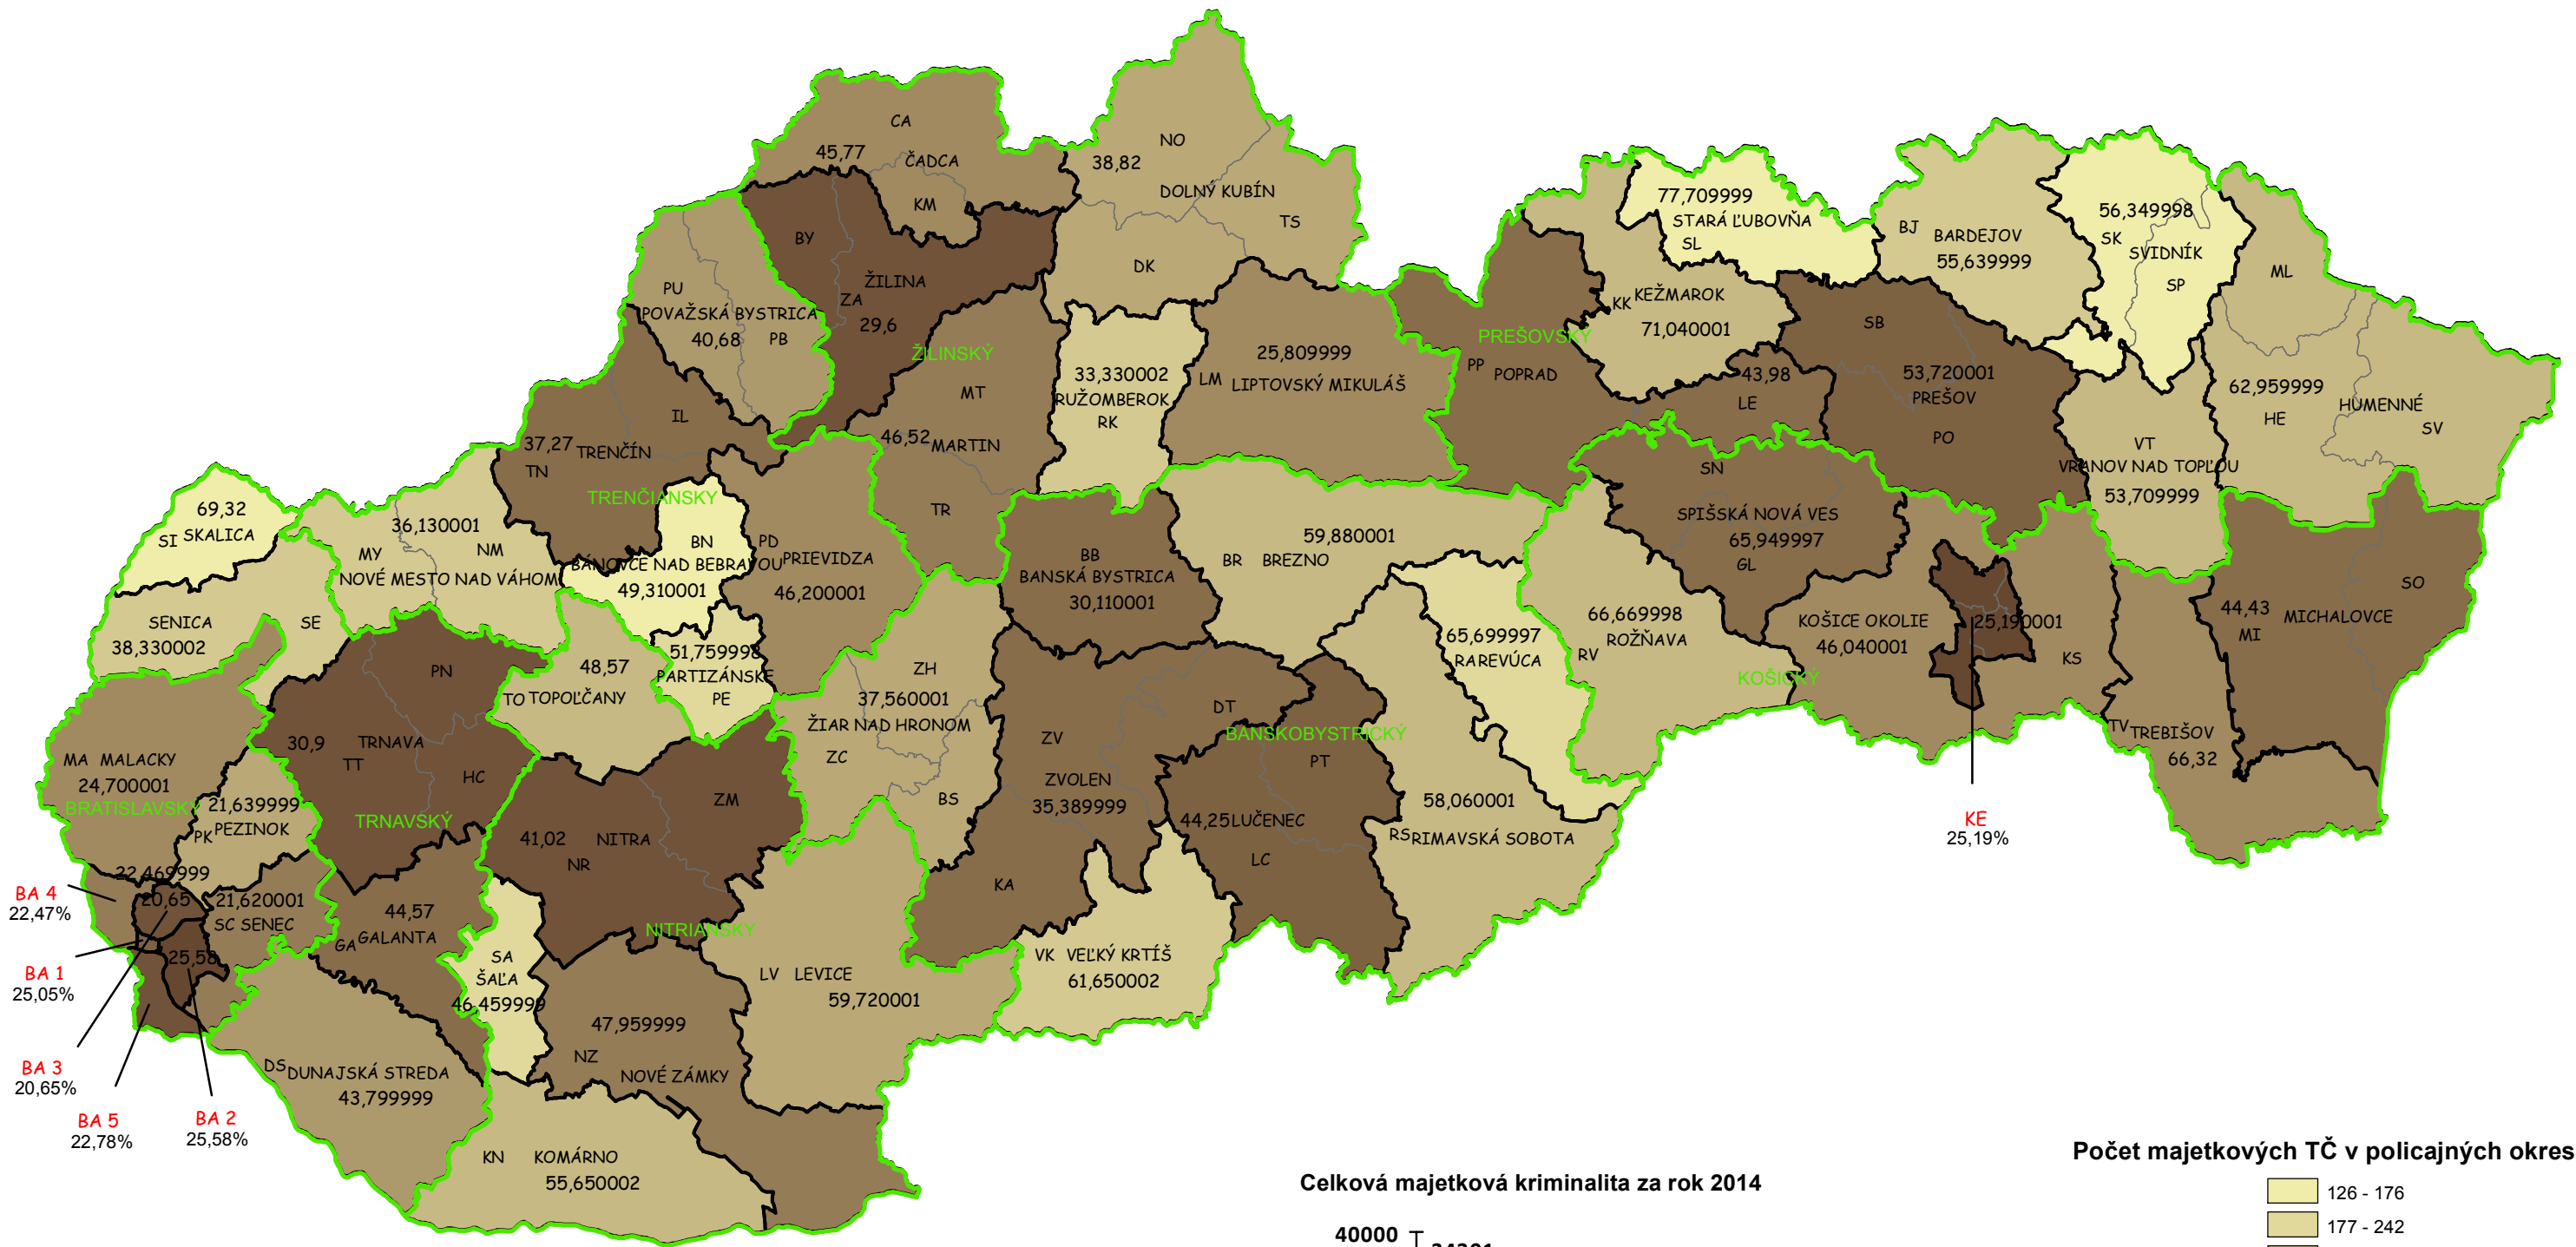 CA
45,77
ČADCA
KM
NO
38,82
DOLNÝ KUBÍN
TS
DK
BY
ŽILINA
ZA
29,6
ŽILINSKÝ
PU
POVAŽSKÁ BYSTRICA
40,68
PB
MT
46,52
MARTIN
TR
33,330002
RUŽOMBEROK
RK
25,809999
LM
LIPTOVSKÝ MIKULÁŠ
77,709999
STARÁ ĽUBOVŇA
SL
KK
KEŽMAROK
71,040001
PREŠOVSKÝ
PP
POPRAD
43,98
LE
BJ
BARDEJOV
55,639999
56,349998
SK
SVIDNÍK
SP
ML
SB
53,720001
PREŠOV
PO
62,959999
HUMENNÉ
HE
SV
VT
VRANOV NAD TOPĽOU
53,709999
IL
37,27
TRENČÍN
TN
TRENČIANSKY
69,32
SI SKALICA
36,130001
MY
NM
NOVÉ MESTO NAD VÁHOM
SENICA
SE
38,330002
BN
BÁNOVCE NAD BEBRAVOU
49,310001
PD
PRIEVIDZA
46,200001
51,759998
PARTIZÁNSKE
PE
48,57
TO TOPOĽČANY
BB
BANSKÁ BYSTRICA
30,110001
59,880001
BR BREZNO
SN
SPIŠSKÁ NOVÁ VES
65,949997
GL
66,669998
ROŽŇAVA
RV
65,699997
RA REVÚCA
KOŠICE OKOLIE
46,040001
25,190001
KS
KOŠICKÝ
KE
25,19%
SO
44,43
MICHALOVCE
MI
TV TREBIŠOV
66,32
PN
30,9
TRNAVA
TT
HC
TRNAVSKÝ
MA MALACKY
24,700001
BRATISLAVSKÝ
21,639999
PK PEZINOK
22,469999
20,65
21,620001
SC SENEC
25,58
BA 4
22,47%
BA 1
25,05%
BA 3
20,65%
BA 5
22,78%
BA 2
25,58%
44,57
GA GALANTA
DS DUNAJSKÁ STREDA
43,799999
ZM
41,02
NITRA
NR
NITRIANSKY
SA
ŠAĽA
46,459999
47,959999
NZ
NOVÉ ZÁMKY
KN KOMÁRNO
55,650002
LV LEVICE
59,720001
ZH
37,560001
ŽIAR NAD HRONOM
ZC
BS
ZV
ZVOLEN
35,389999
DT
KA
BANSKOBYSTRICKÝ
PT
44,25 LUČENEC
LC
VK VEĽKÝ KRTÍŠ
61,650002
58,060001
RS RIMAVSKÁ SOBOTA
Celková majetková kriminalita za rok 2014
40000
Počet majetkových TČ v policajných okres
126 - 176
177 - 242